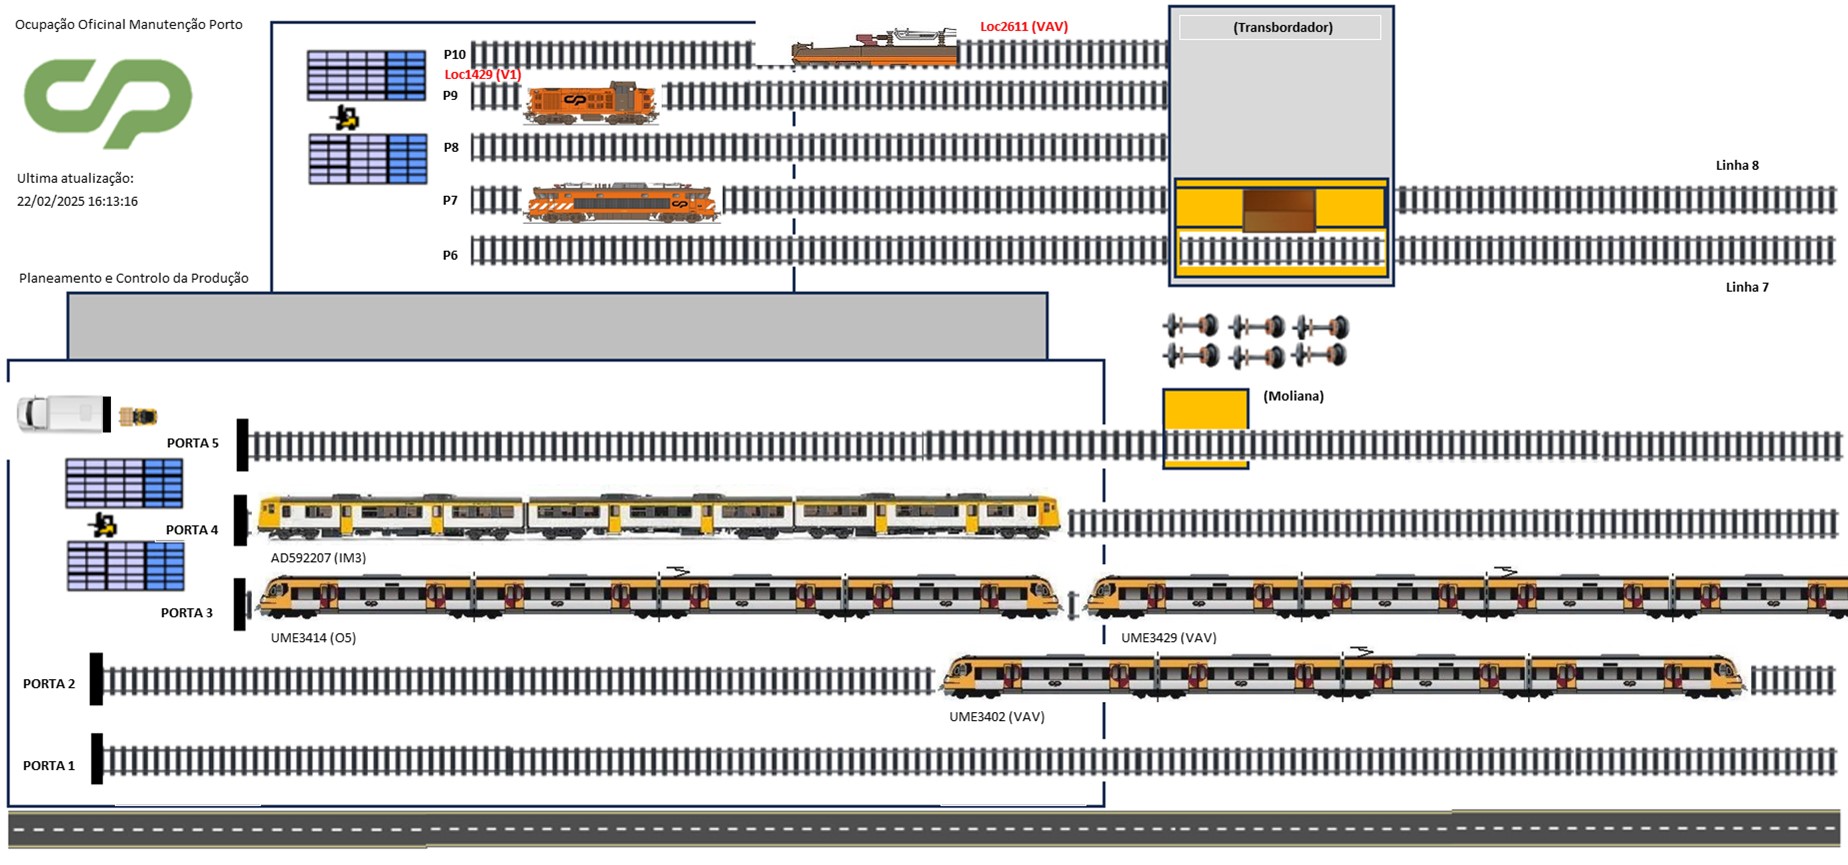 Ocupação Oficinal Manutenção Porto
Loc2611 (VAV)
(Transbordador)
P10
Loc1429 (V1)
P9
P8
Linha 8
Ultima atualização:
22/02/2025 16:13:16
P7
P6
Planeamento e Controlo da Produção
Linha 7
(Moliana)
PORTA 5
PORTA 4
AD592207 (IM3)
PORTA 3
UME3414 (O5)
UME3429 (VAV)
PORTA 2
UME3402 (VAV)
PORTA 1